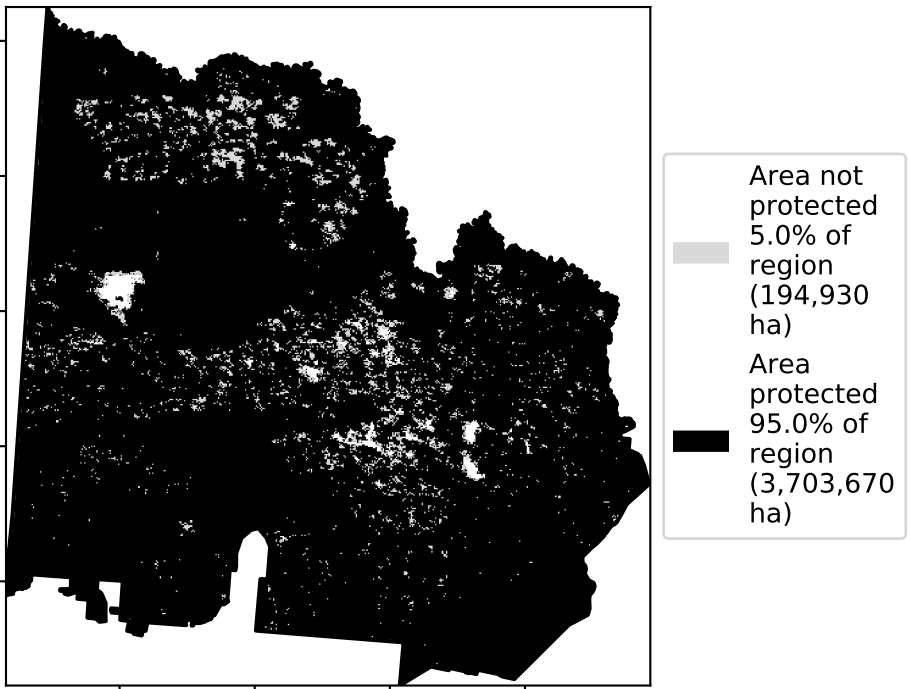 Area not
protected
5.0% of
region
(194,930
ha)
Area
protected
95.0% of
region
(3,703,670
ha)